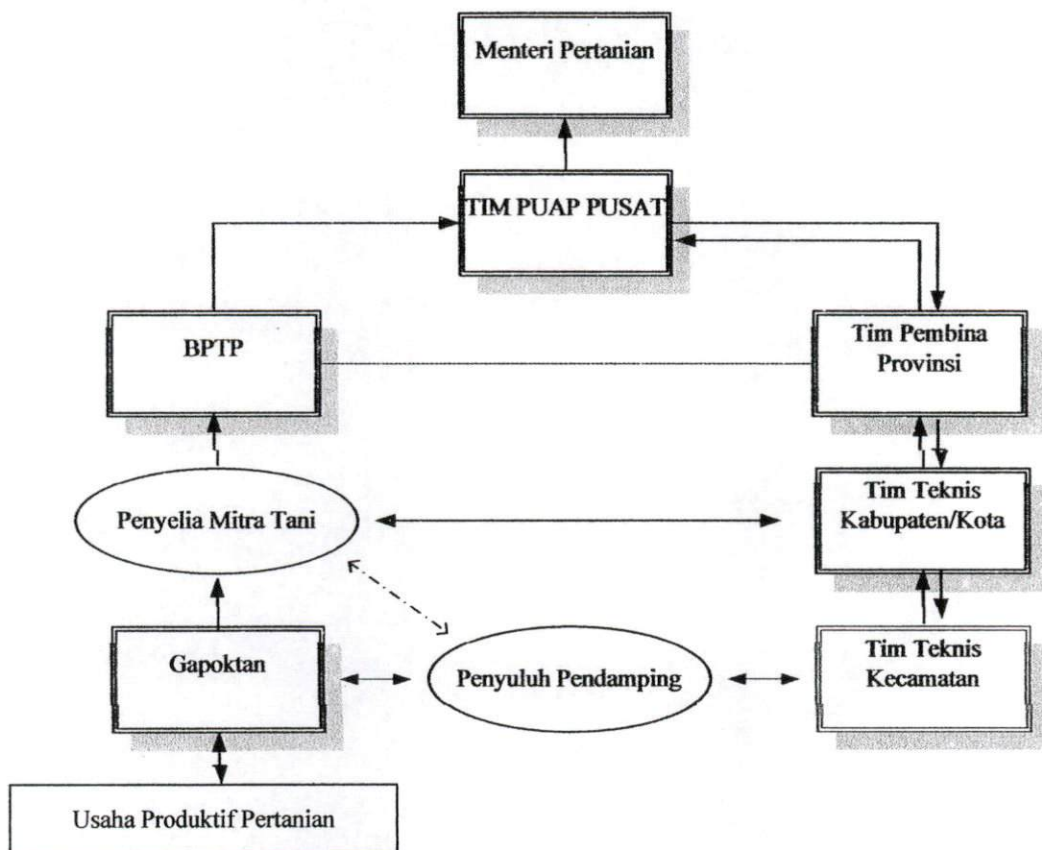 Menteri Pertanian
TIM PUAP PUSAT
BPTP
Tim Pembina
Provinsi
Penyelia Mitra Tani
Tim Teknis
Kabupaten/Kota
Gapoktan
Penyuluh Pendamping
Tim Teknis
Kecamatan
Usaha Produktif Pertanian